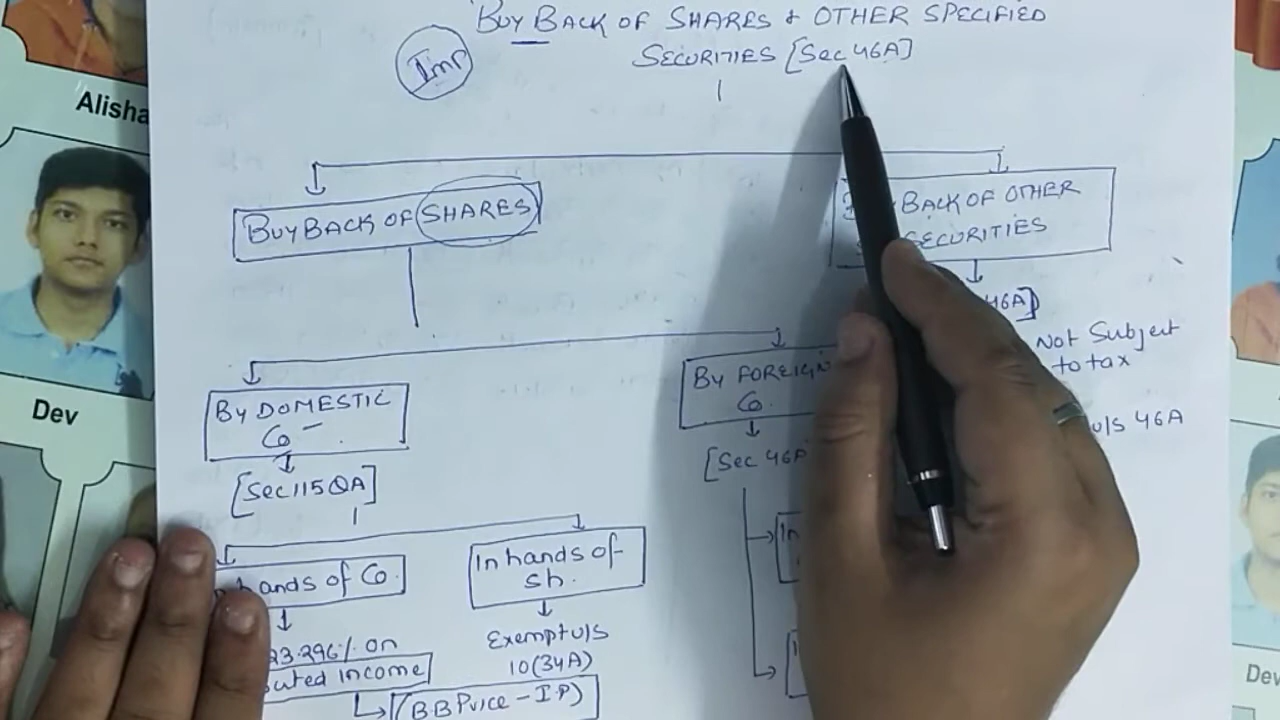 BUY BACK OF SHARES & OTHER SPECIFIED
SECURITIES [Sec 46A]
Imp
BUY BACK OF SHARES
BACK OF OTHER
SECURITIES
46A]
Not Subject
to tax
u/s 46A
BY DOMESTIC
Co
[Sec 115QA]
BY FOREIGN
Co.
[Sec 46A
hands of Co.
23.296% on
buted income
(BB Price - I.P)
In hands of
sh.
Exempt u/s
10(34A)
In
Alisha
Dev
Dev